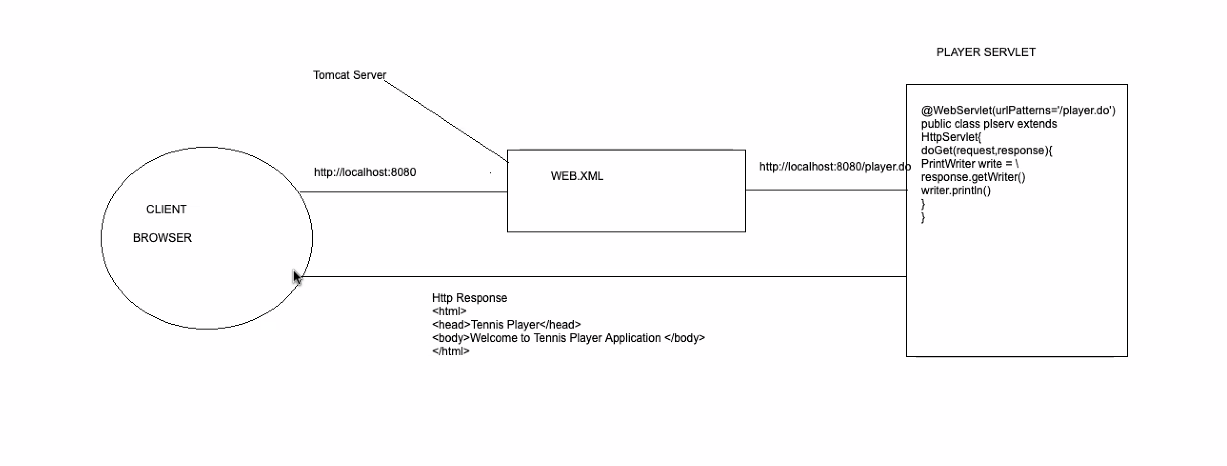 PLAYER SERVLET
Tomcat Server
@WebServlet(urlPatterns='/player.do')
public class plserv extends
HttpServlet{
doGet(request,response){
PrintWriter write = \
response.getWriter()
writer.println()
}
}
http://localhost:8080
WEB.XML
http://localhost:8080/player.do
CLIENT
BROWSER
Http Response
<html>
<head>Tennis Player</head>
<body>Welcome to Tennis Player Application </body>
</html>